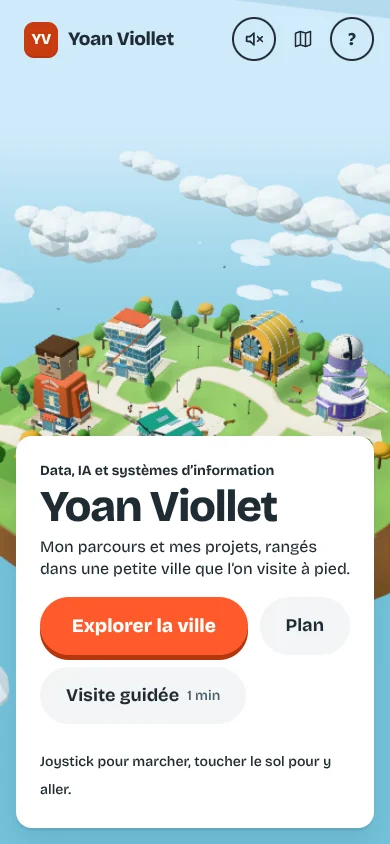 YV Yoan Viollet ?
Data, IA et systèmes d’information
Yoan Viollet
Mon parcours et mes projets, rangés
dans une petite ville que l’on visite à pied.
Explorer la ville
Plan
Visite guidée 1 min
Joystick pour marcher, toucher le sol pour y
aller.